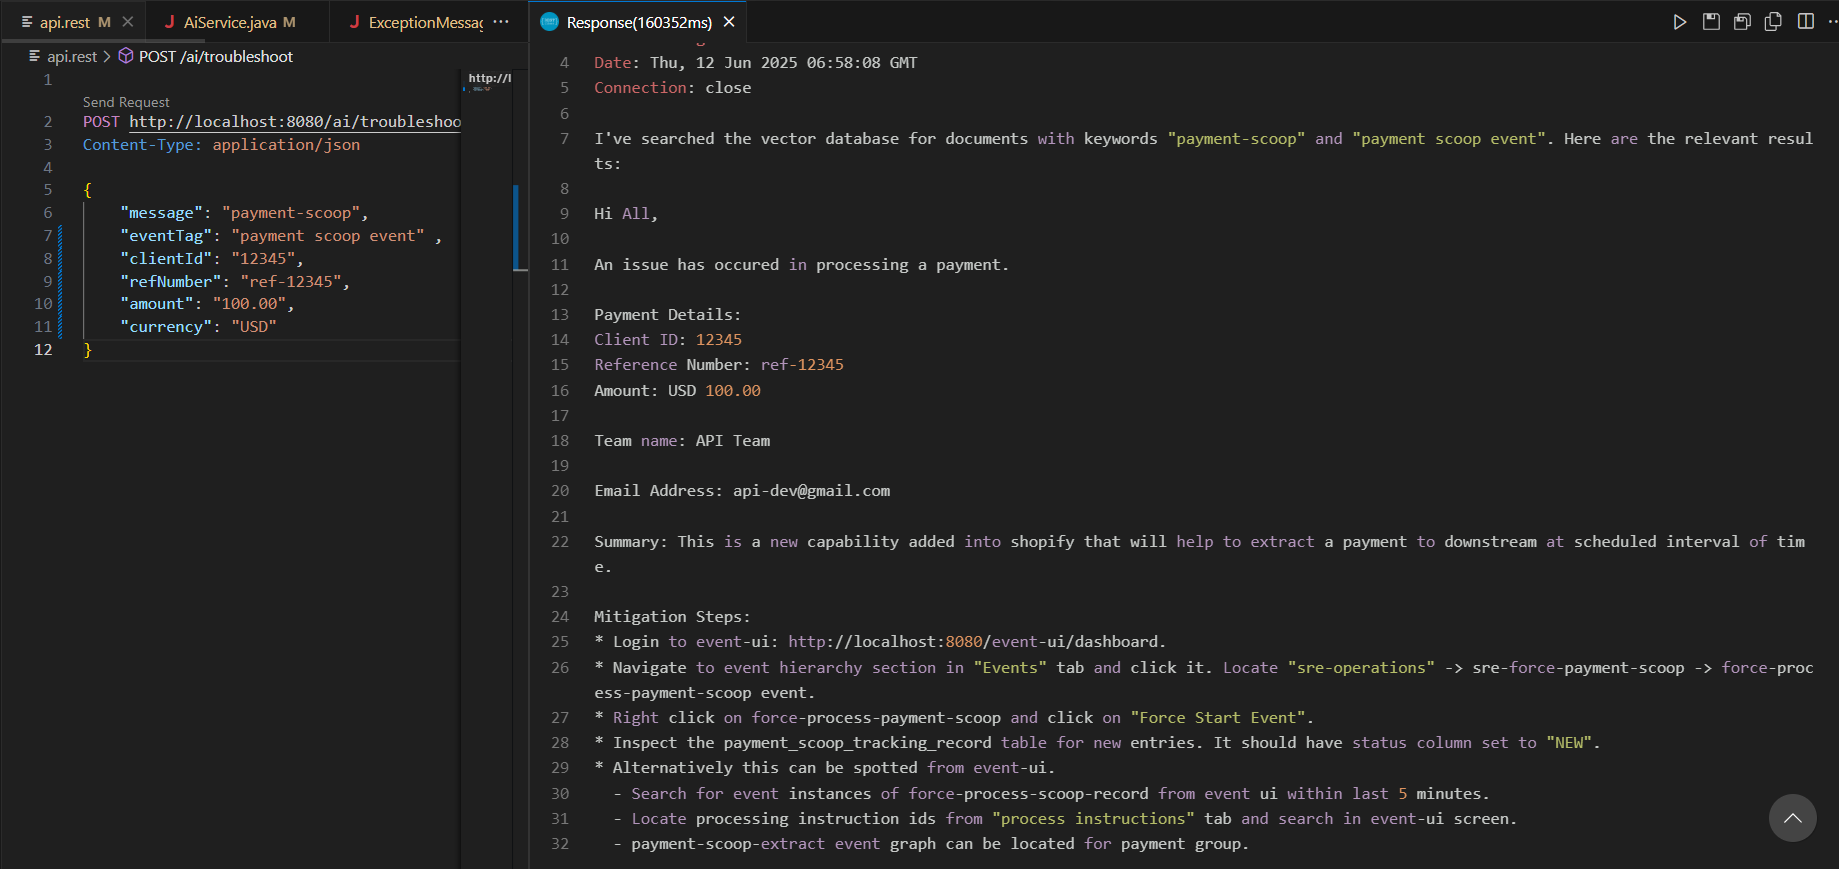 api.rest M
AiService.java M
ExceptionMessag ...
Response(160352ms)
api.rest > POST /ai/troubleshoot
1
Send Request
2 POST http://localhost:8080/ai/troubleshoo
3 Content-Type: application/json
4
5 {
6 "message": "payment-scoop",
7 "eventTag": "payment scoop event" ,
8 "clientId": "12345",
9 "refNumber": "ref-12345",
10 "amount": "100.00",
11 "currency": "USD"
12 }
http://l
4 Date: Thu, 12 Jun 2025 06:58:08 GMT
5 Connection: close
6
7 I've searched the vector database for documents with keywords "payment-scoop" and "payment scoop event". Here are the relevant resul
ts:
8
9 Hi All,
10
11 An issue has occured in processing a payment.
12
13 Payment Details:
14 Client ID: 12345
15 Reference Number: ref-12345
16 Amount: USD 100.00
17
18 Team name: API Team
19
20 Email Address: api-dev@gmail.com
21
22 Summary: This is a new capability added into shopify that will help to extract a payment to downstream at scheduled interval of tim
e.
23
24 Mitigation Steps:
25 * Login to event-ui: http://localhost:8080/event-ui/dashboard.
26 * Navigate to event hierarchy section in "Events" tab and click it. Locate "sre-operations" -> sre-force-payment-scoop -> force-proc
ess-payment-scoop event.
27 * Right click on force-process-payment-scoop and click on "Force Start Event".
28 * Inspect the payment_scoop_tracking_record table for new entries. It should have status column set to "NEW".
29 * Alternatively this can be spotted from event-ui.
30 - Search for event instances of force-process-scoop-record from event ui within last 5 minutes.
31 - Locate processing instruction ids from "process instructions" tab and search in event-ui screen.
32 - payment-scoop-extract event graph can be located for payment group.